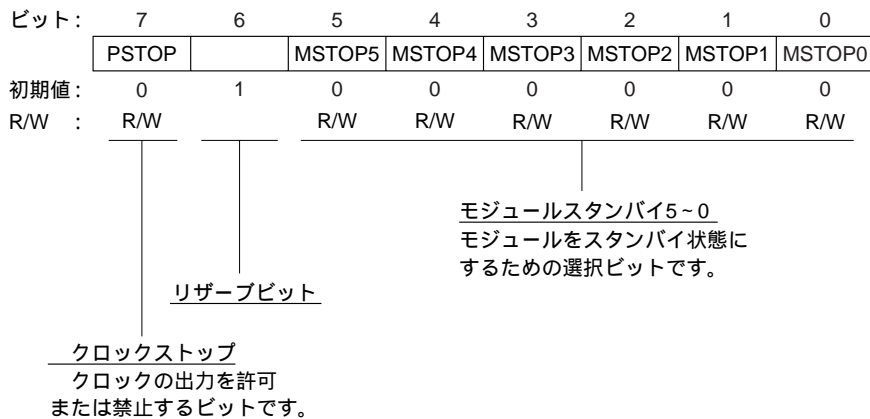 ビット: 7 6 5 4 3 2 1 0
PSTOP MSTOP5 MSTOP4 MSTOP3 MSTOP2 MSTOP1 MSTOP0
初期値: 0 1 0 0 0 0 0 0
R/W : R/W R/W R/W R/W R/W R/W R/W
モジュールスタンバイ5~0
モジュールをスタンバイ状態に
するための選択ビットです。
リザーブビット
クロックストップ
クロックの出力を許可
または禁止するビットです。